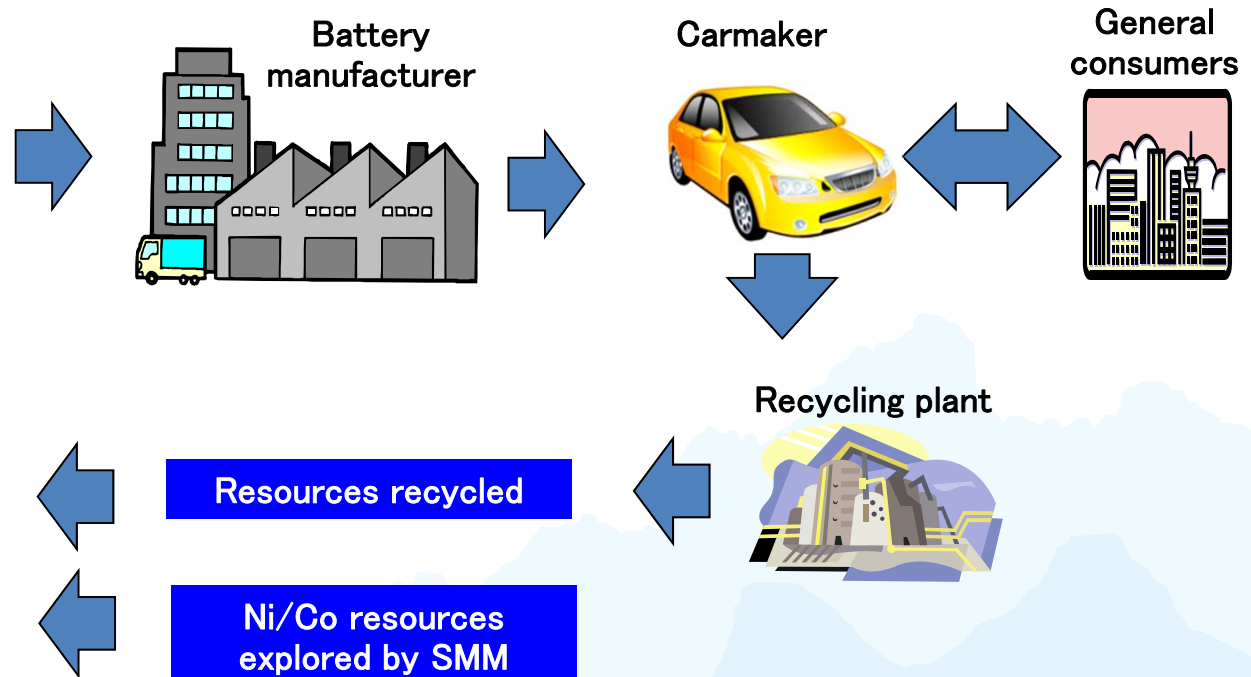 Battery
manufacturer
Carmaker
General
consumers
Recycling plant
Resources recycled
Ni/Co resources
explored by SMM